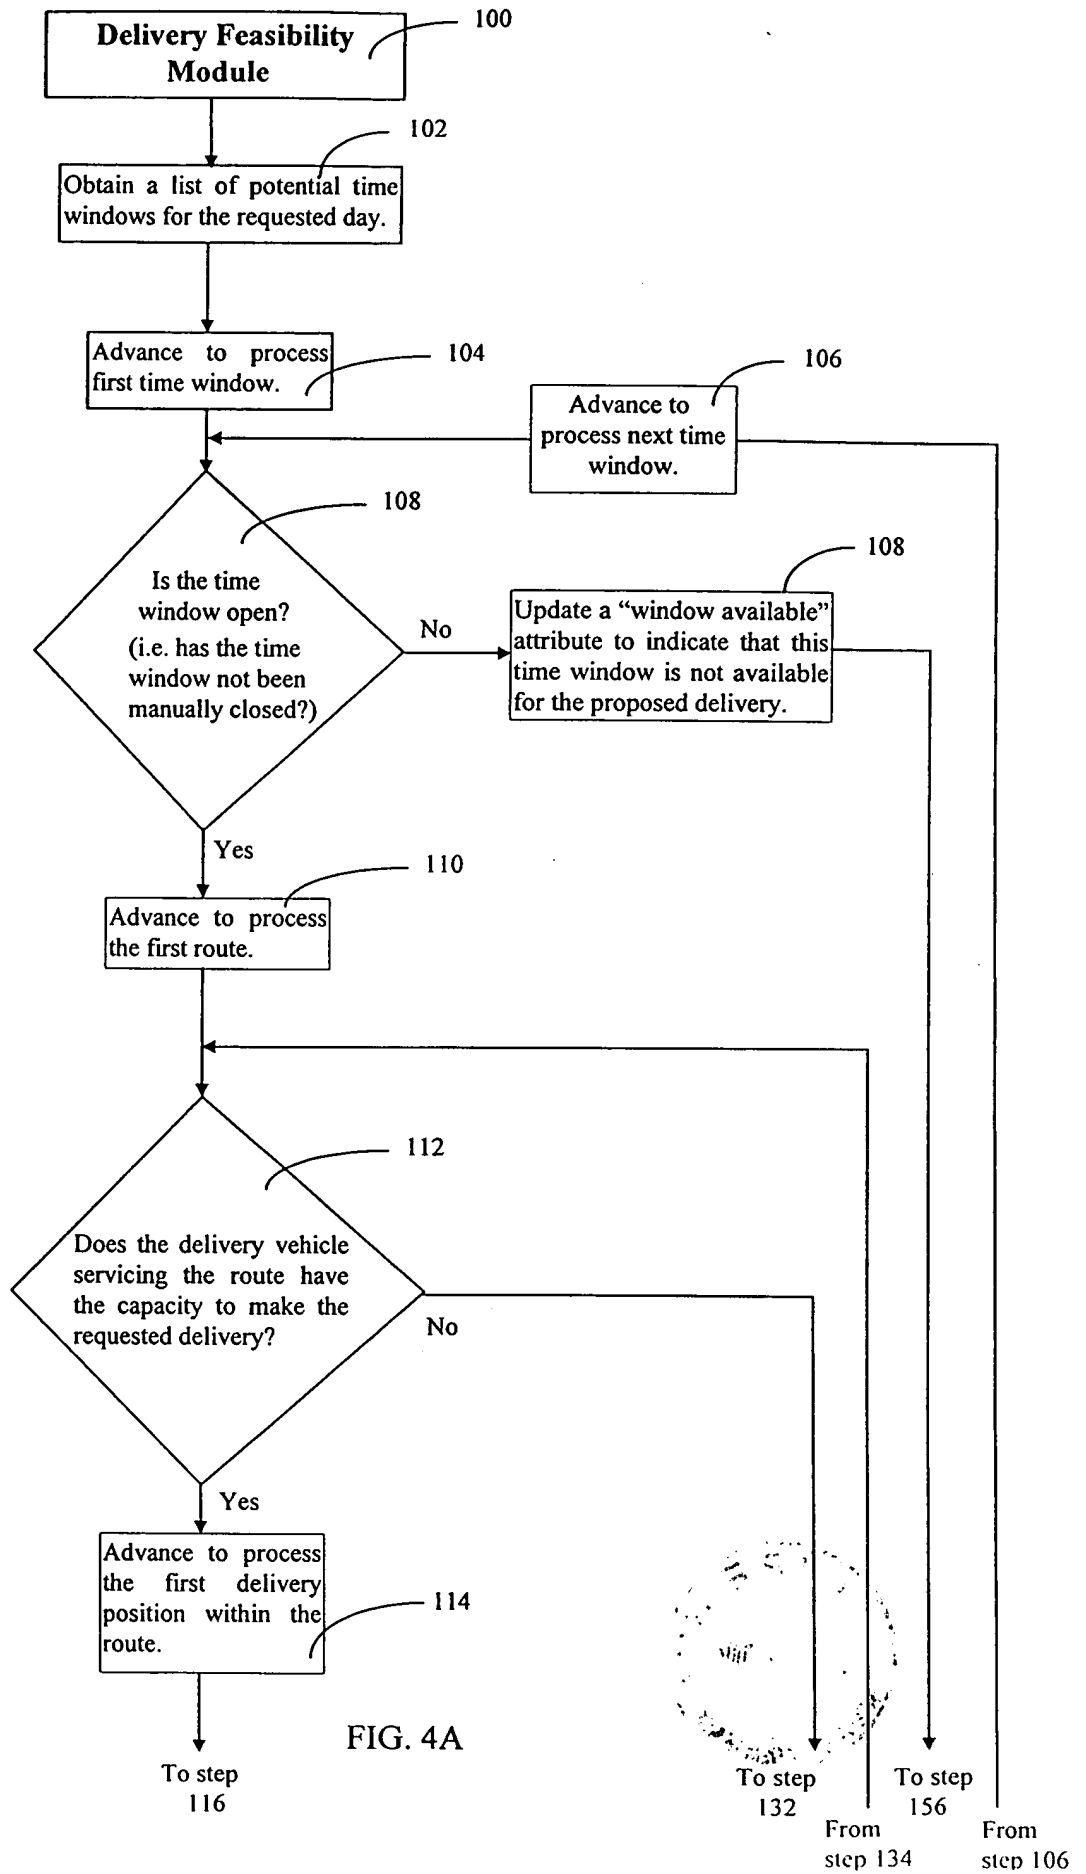 Delivery Feasibility
Module
100
102
Obtain a list of potential time
windows for the requested day.
Advance to process
first time window.
104
106
Advance to
process next time
window.
108
Is the time
window open?
(i.e. has the time
window not been
manually closed?)
No
108
Update a “window available”
attribute to indicate that this
time window is not available
for the proposed delivery.
Yes
110
Advance to process
the first route.
112
Does the delivery vehicle
servicing the route have
the capacity to make the
requested delivery?
No
Yes
Advance to process
the first delivery
position within the
route.
114
FIG. 4A
To step
116
To step
132
To step
156
From
step 134
From
step 106